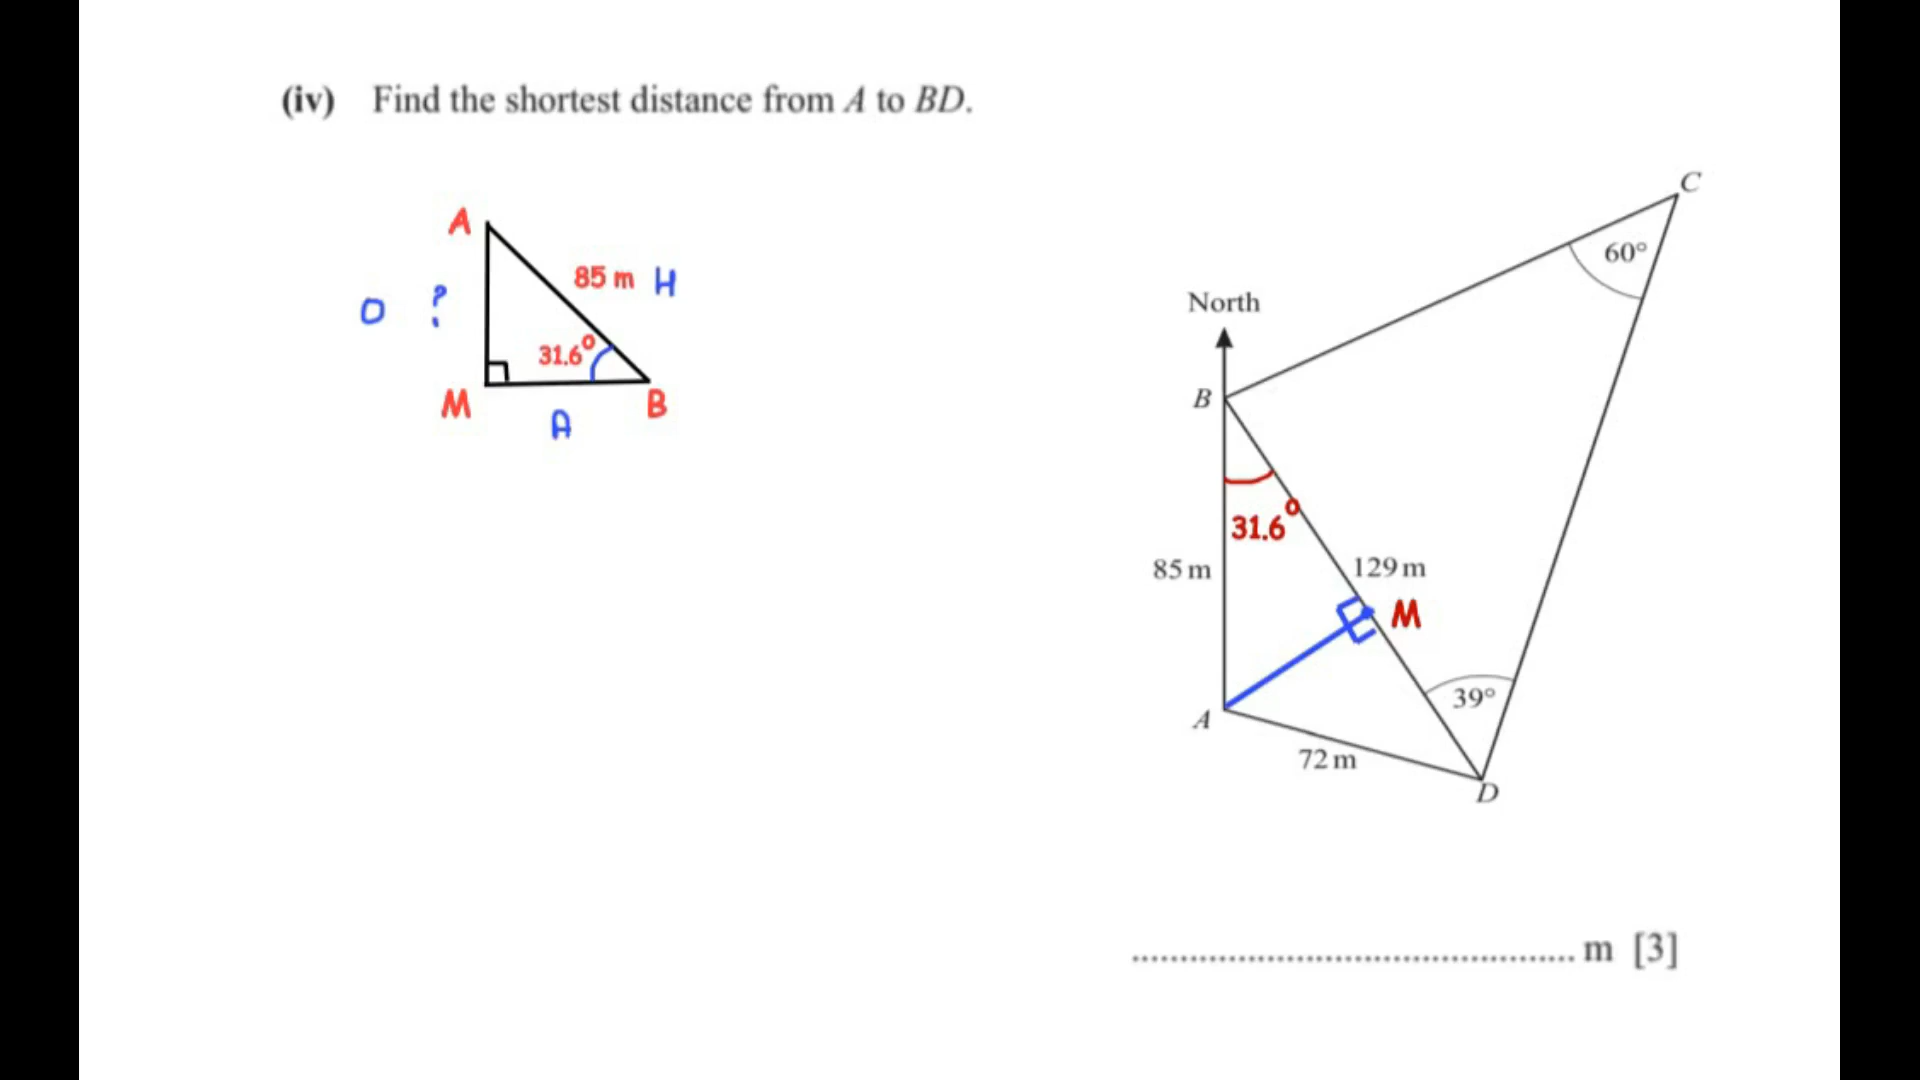 (iv) Find the shortest distance from A to BD.
A
85 m H
O ?
31.6°
M
B
A
C
60°
North
B
31.6°
85 m
129 m
M
39°
A
72 m
D
.............................................. m [3]